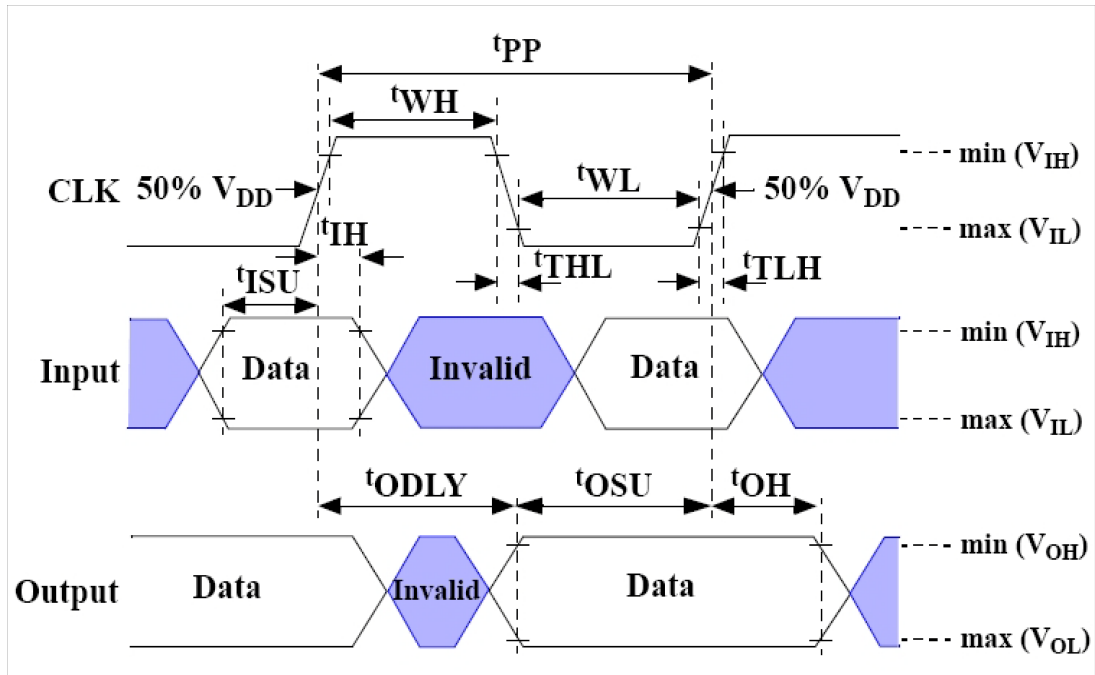 tPP
tWH
CLK 50% VDD
tWL
50% VDD
min (VIH)
max (VIL)
tIH
tISU
tTHL
tTLH
Input
Data
Invalid
Data
min (VIH)
max (VIL)
tODLY
tOSU
tOH
Output
Data
Invalid
Data
min (VOH)
max (VOL)